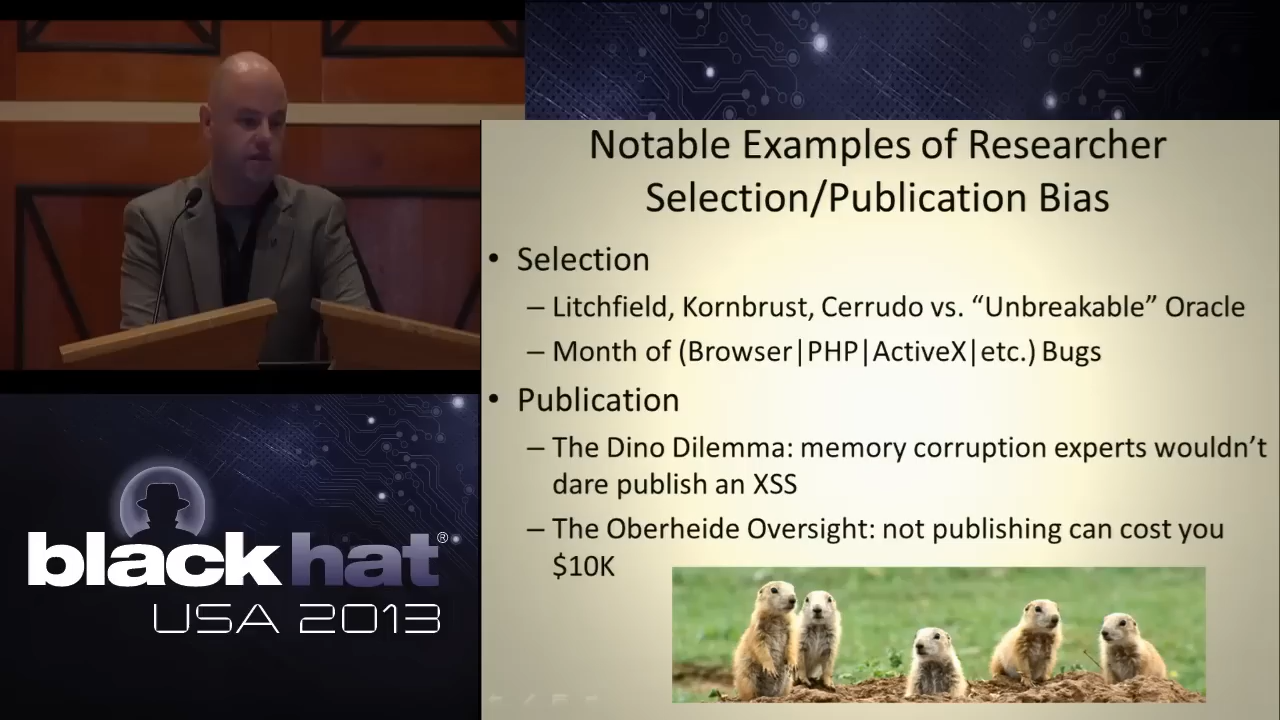 Notable Examples of Researcher
Selection/Publication Bias
• Selection
– Litchfield, Kornbrust, Cerrudo vs. “Unbreakable” Oracle
– Month of (Browser|PHP|ActiveX|etc.) Bugs
• Publication
– The Dino Dilemma: memory corruption experts wouldn’t
dare publish an XSS
– The Oberheide Oversight: not publishing can cost you
$10K
black hat®
USA 2013